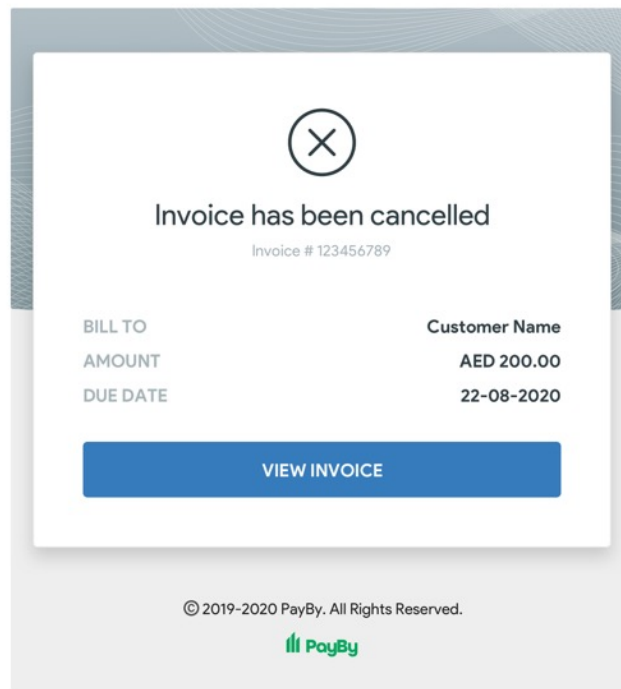 Invoice has been cancelled
Invoice # 123456789
BILL TO Customer Name
AMOUNT AED 200.00
DUE DATE 22-08-2020
VIEW INVOICE
© 2019-2020 PayBy. All Rights Reserved.
PayBy